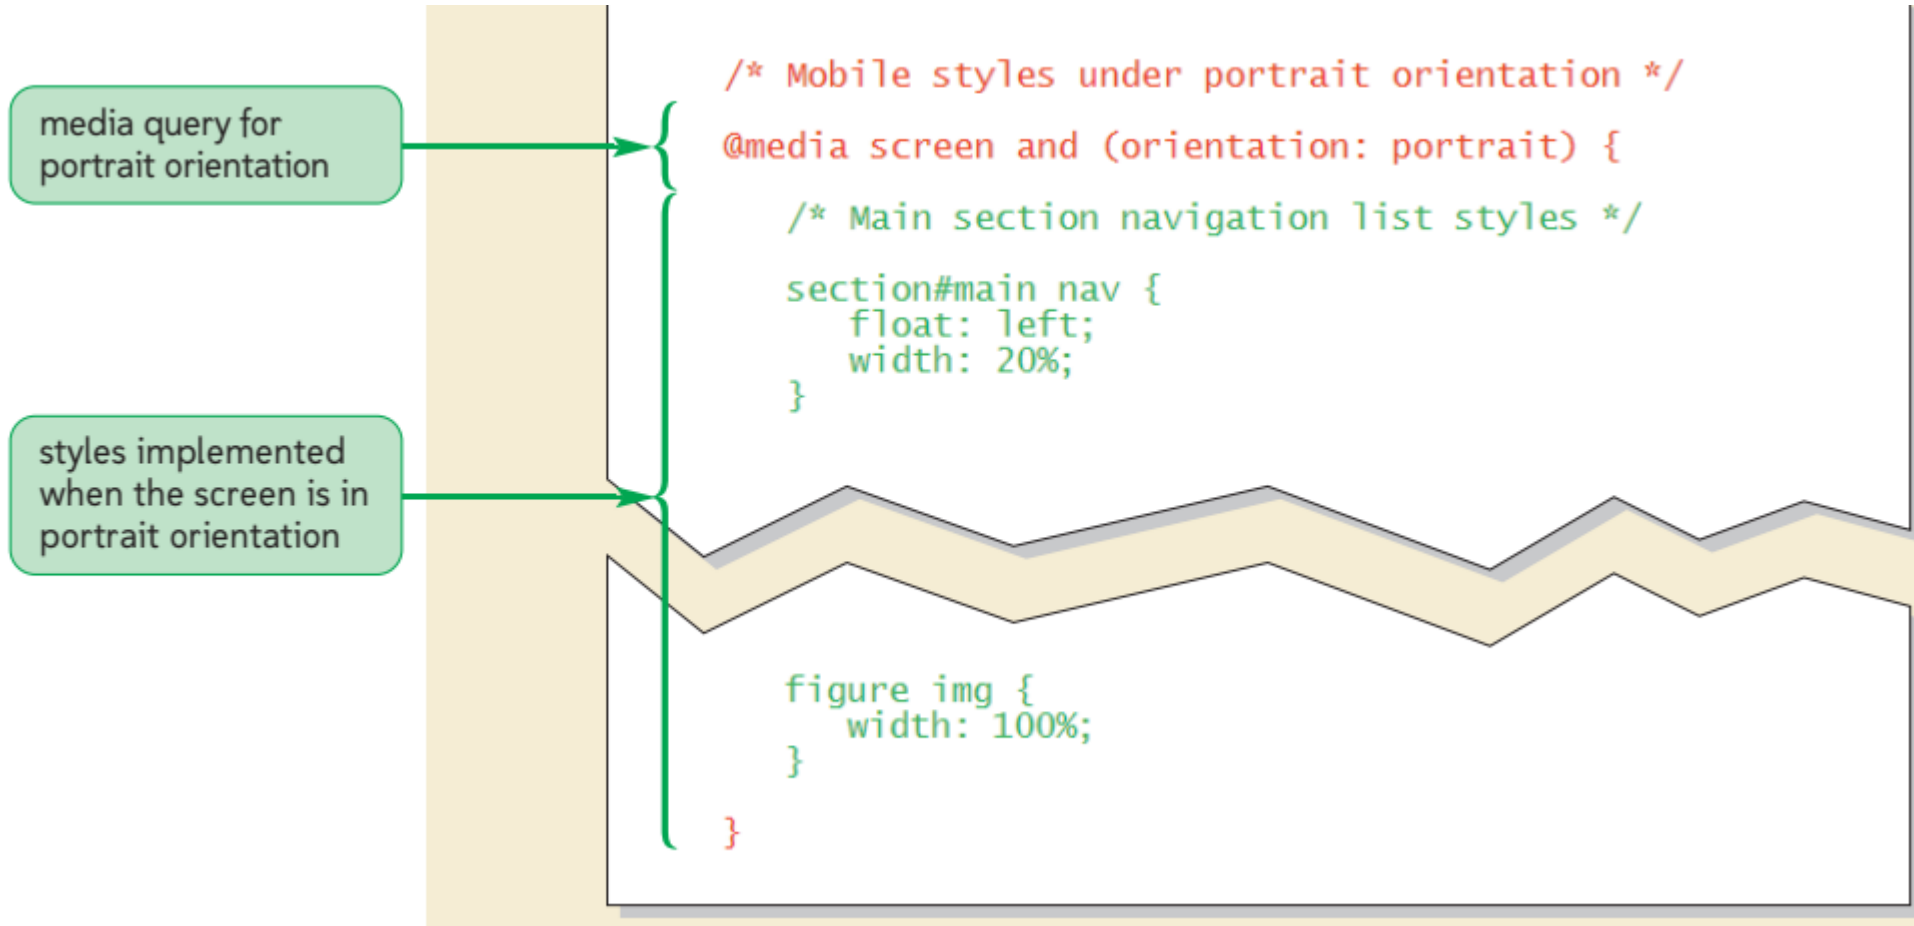 media query for
portrait orientation
/* Mobile styles under portrait orientation */
@media screen and (orientation: portrait) {
/* Main section navigation list styles */
section#main nav {
float: left;
width: 20%;
}
styles implemented
when the screen is in
portrait orientation
figure img {
width: 100%;
}
}